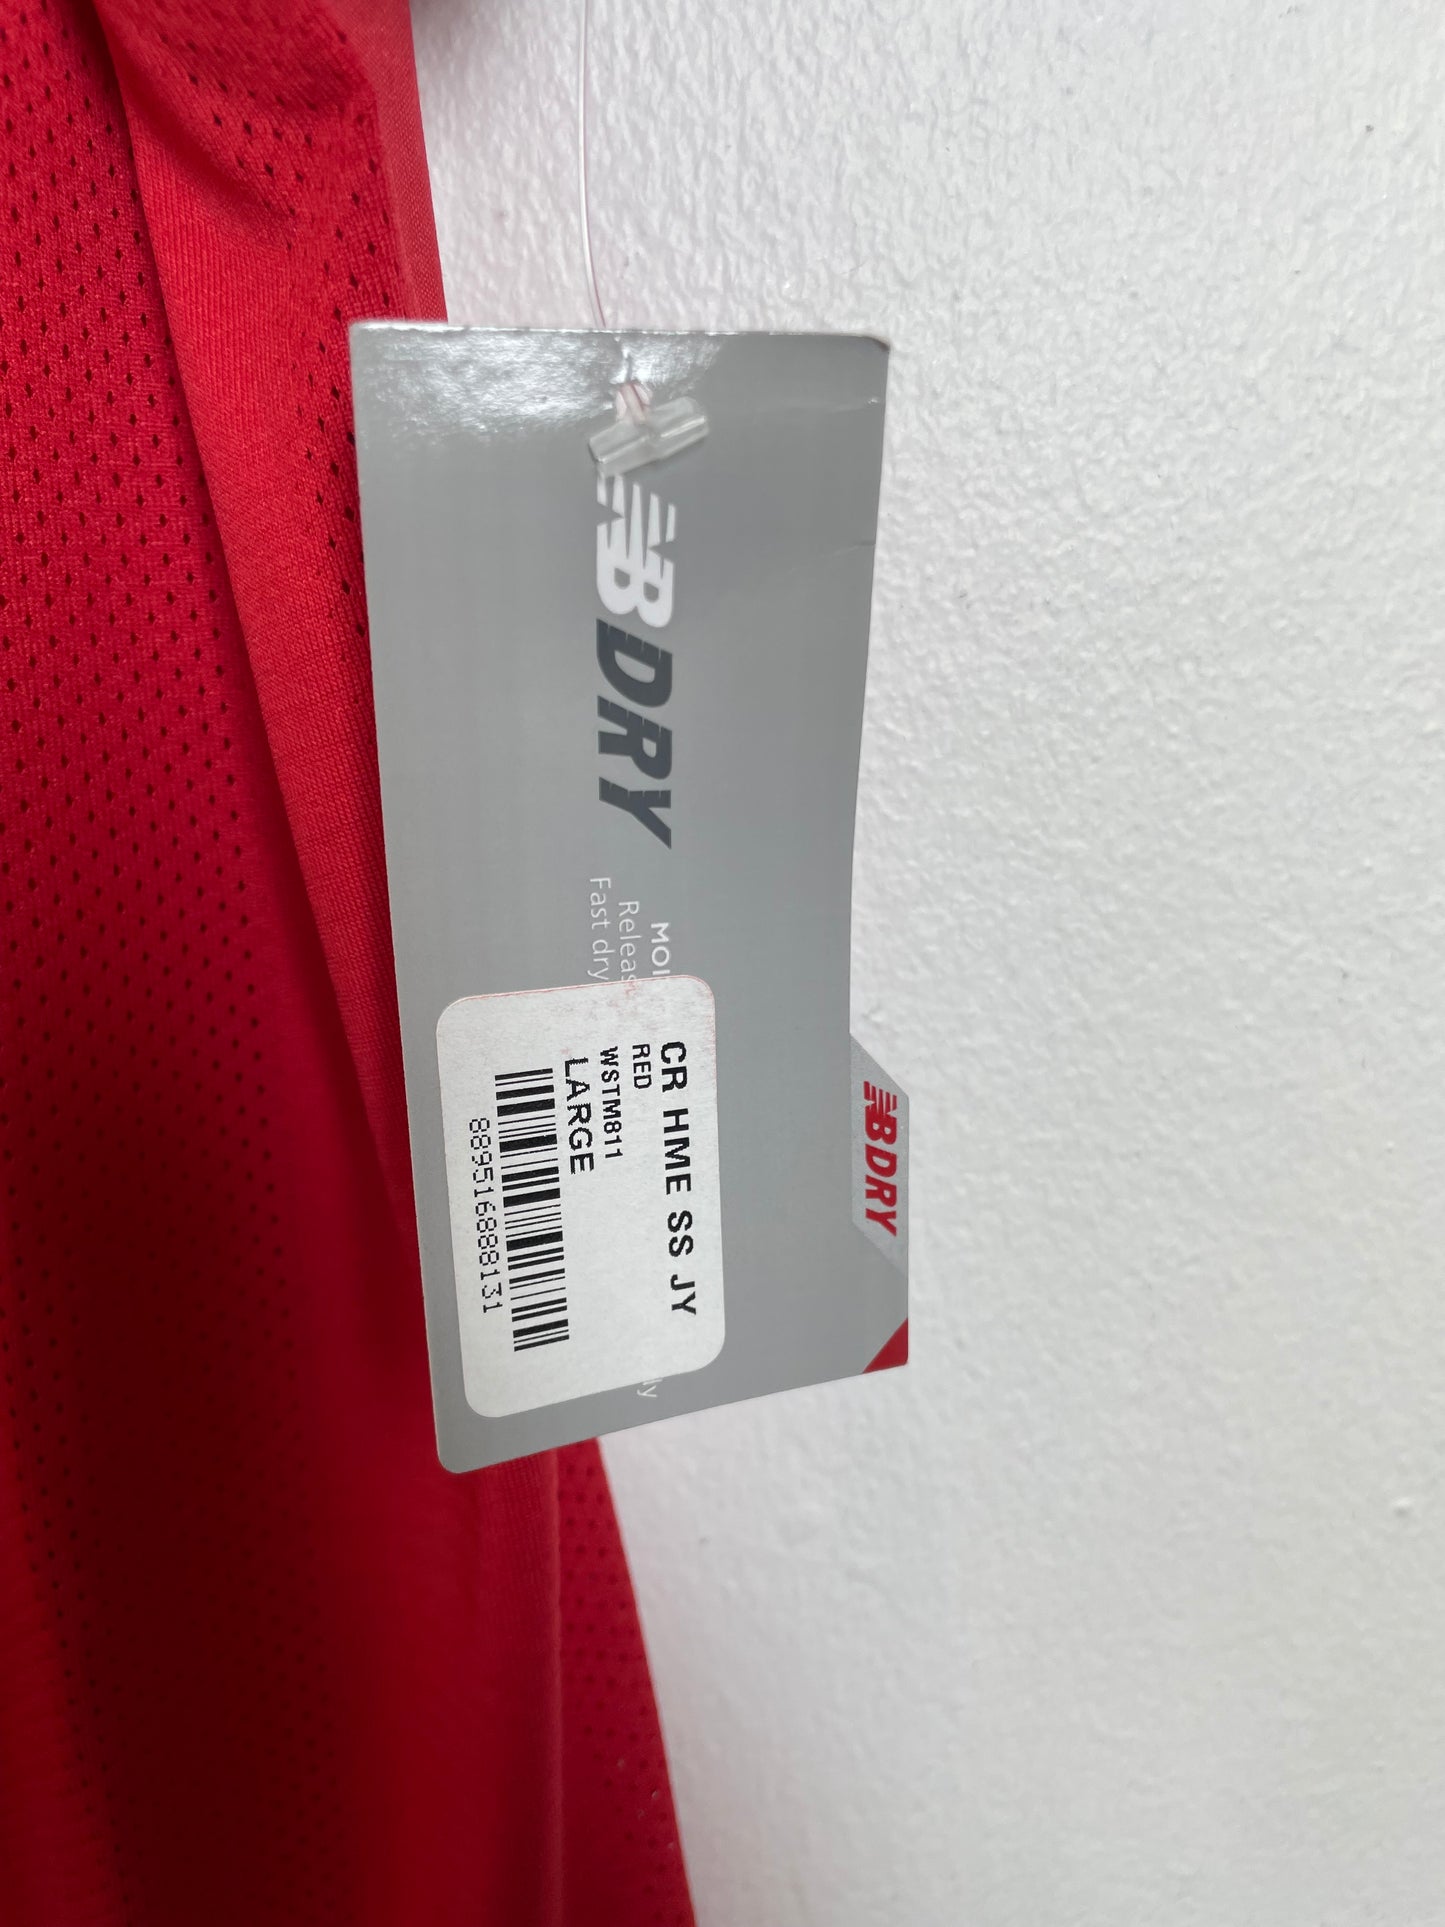 NB DRY
MOI
Releas
Fast dry
CR HME SS JY
RED
WSTM811
LARGE
889516888131
ly
NB DRY